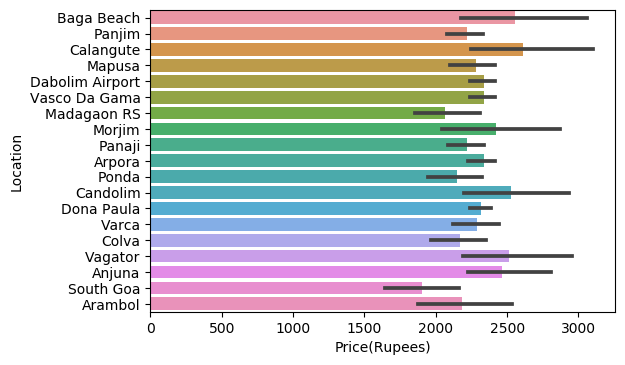 Baga Beach
Panjim
Calangute
Mapusa
Dabolim Airport
Vasco Da Gama
Madagaon RS
Morjim
Panaji
Arpora
Ponda
Candolim
Dona Paula
Varca
Colva
Vagator
Anjuna
South Goa
Arambol
Location
0 500 1000 1500 2000 2500 3000
Price(Rupees)